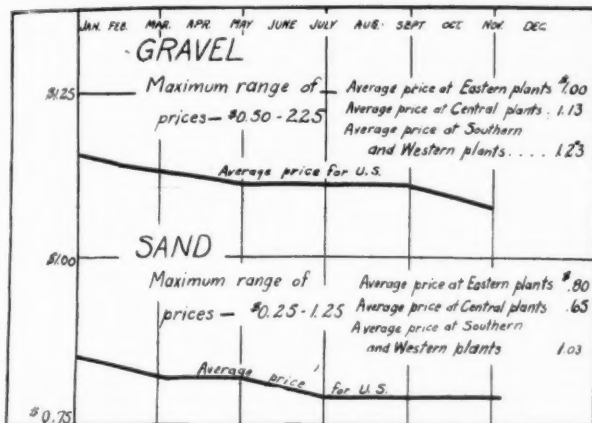 JAN. FEB. MAR. APR. MAY JUNE JULY AUG. SEPT OCT NOV. DEC.
GRAVEL
$1.25
Maximum range of
prices— $0.50 - 2.25
Average price at Eastern plants $1.00
Average price at Central plants . 1.13
Average price at Southern
and Western plants . . . . 1.23
Average price for U.S.
$1.00
SAND
Maximum range of
prices — $0.25 - 1.25
Average price at Eastern plants $.80
Average price at Central plants .65
Average price at Southern
and Western plants 1.03
Average price for U.S.
$0.75